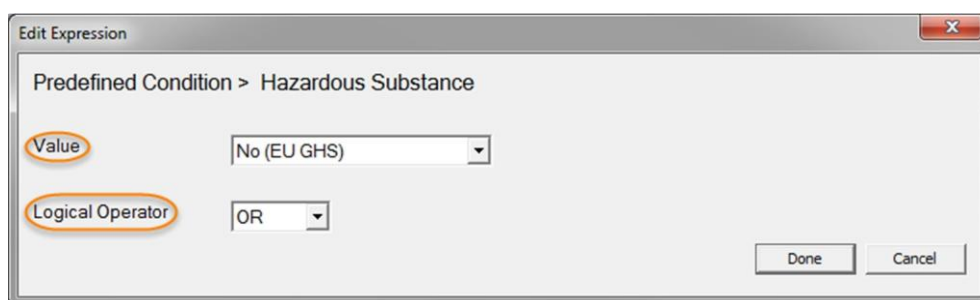 Edit Expression
Predefined Condition > Hazardous Substance
Value No (EU GHS)
Logical Operator OR
Done Cancel